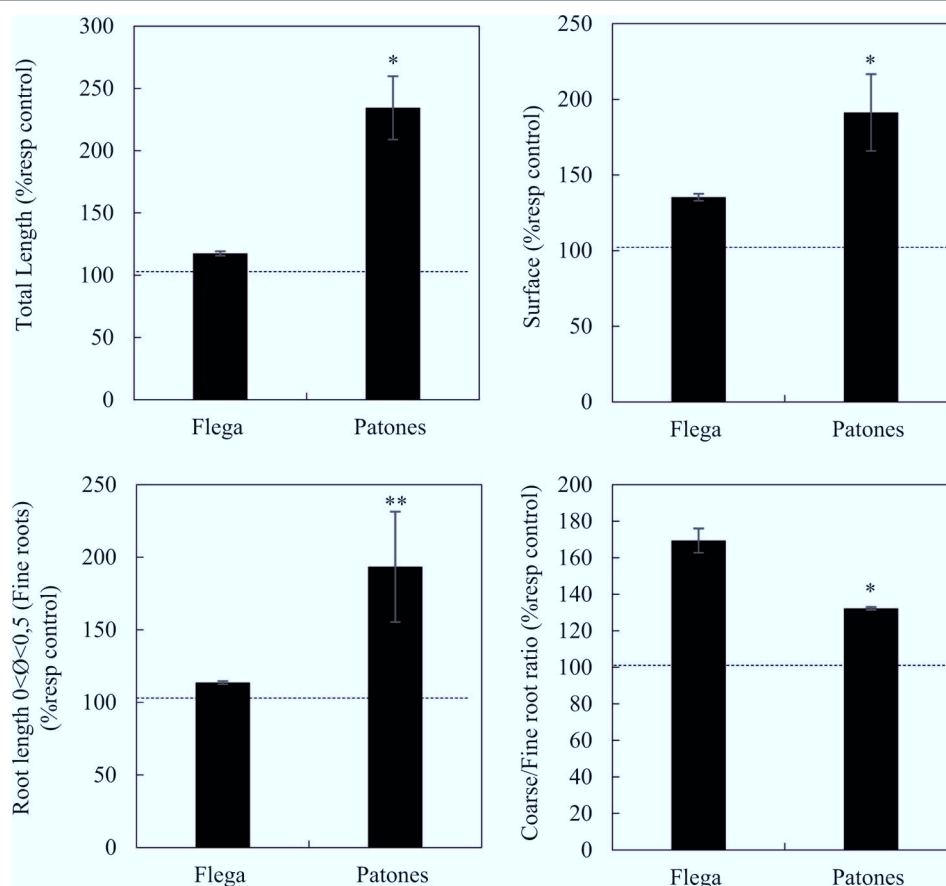 Total Length (%resp control)
300
250
200
150
100
50
0
*
Flega
Patones
Surface (%resp control)
250
200
150
100
50
0
*
Flega
Patones
Root length 0<Ø<0,5 (Fine roots)
(%resp control)
250
200
150
100
50
0
**
Flega
Patones
Coarse/Fine root ratio (%resp control)
200
180
160
140
120
100
80
60
40
20
0
*
Flega
Patones